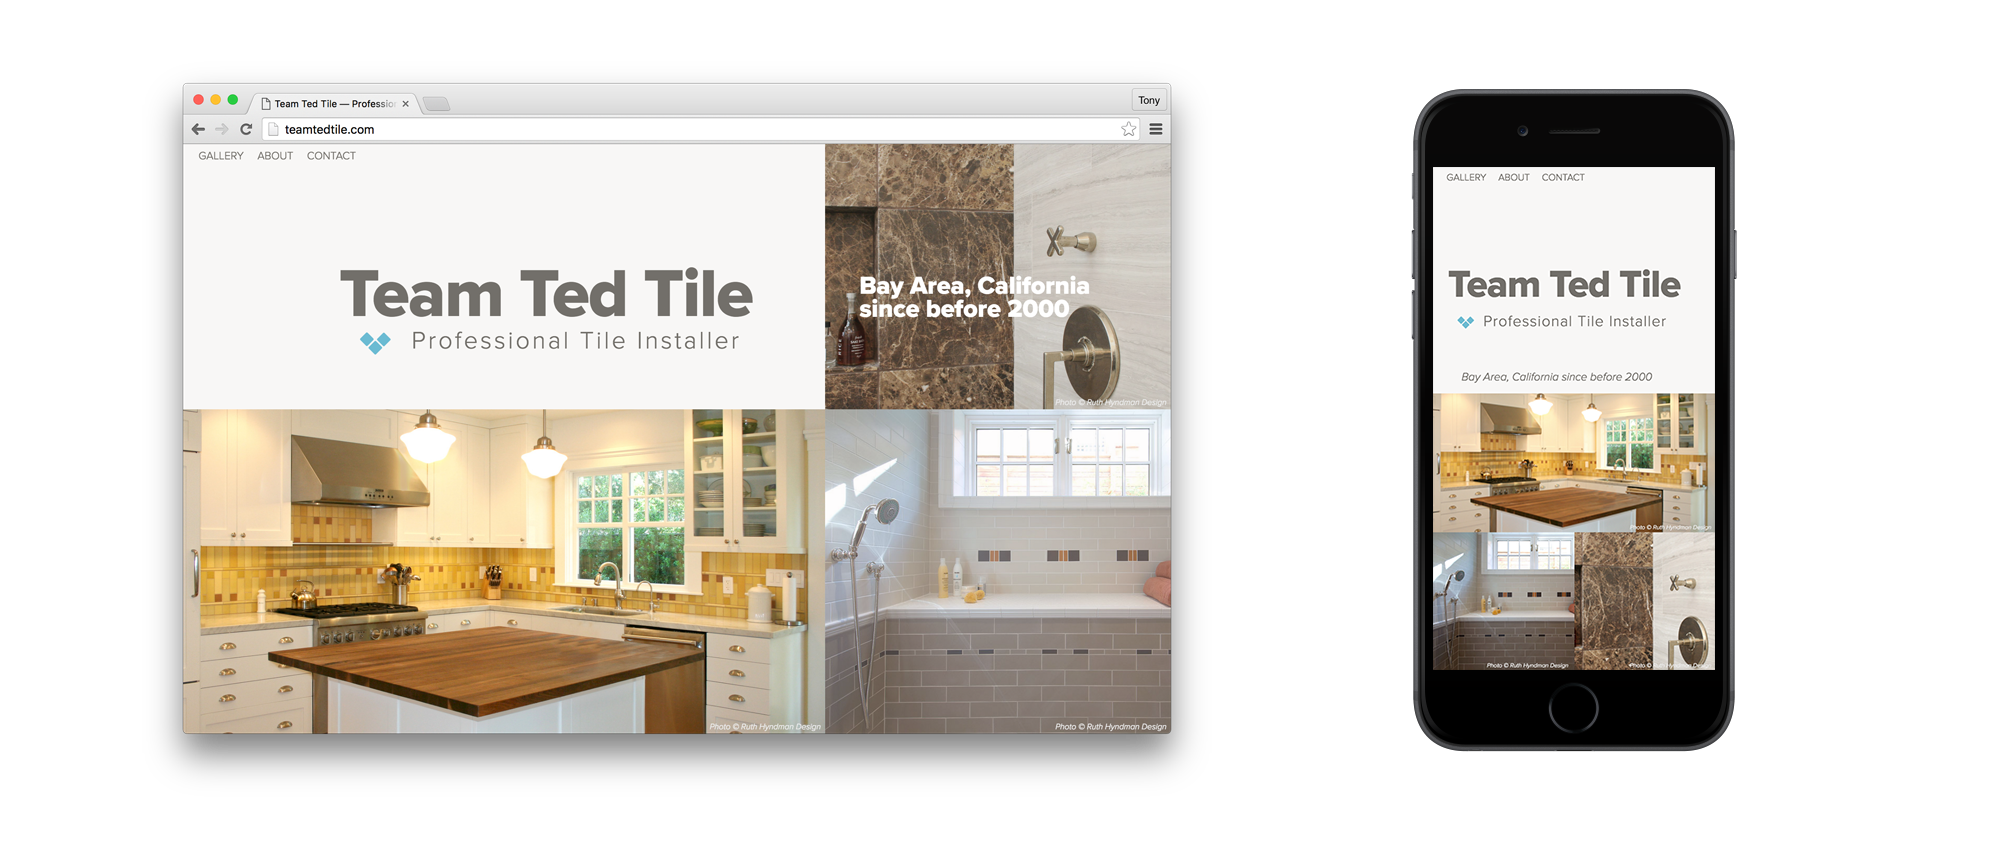 Team Ted Tile — Professio
Tony
teamtedtile.com
GALLERY ABOUT CONTACT
Team Ted Tile
Professional Tile Installer
Bay Area, California
since before 2000
Photo © Ruth Hyndman Design
Photo © Ruth Hyndman Design
Photo © Ruth Hyndman Design
GALLERY ABOUT CONTACT
Team Ted Tile
Professional Tile Installer
Bay Area, California since before 2000
Photo © Ruth Hyndman Design
Photo © Ruth Hyndman Design
Photo © Ruth Hyndman Design